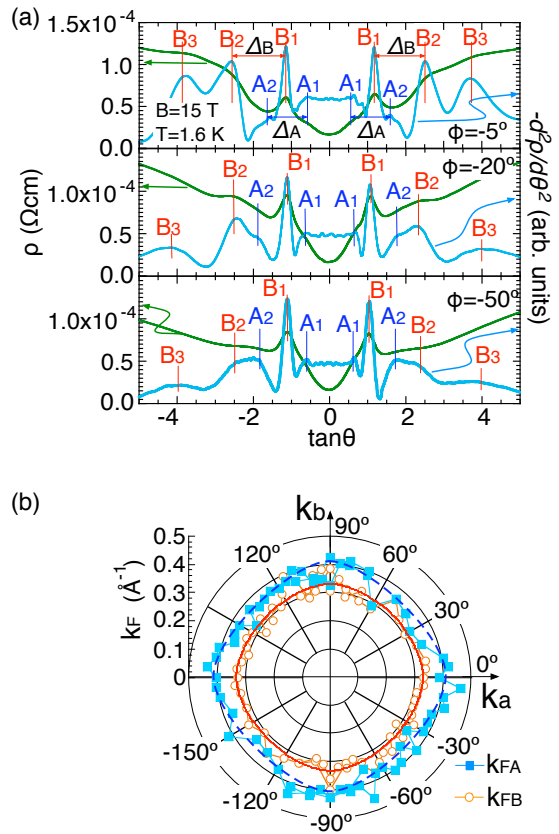 (a)
1.5x10⁻⁴
B3 B2 ΔB B1 B1 ΔB B2 B3
1.0
A2 A1 A1 A2
0.5
B=15 T
T=1.6 K
ΔA ΔA
Φ=-5º
0.0
B3 B2 A2 B1 A1 A1 B1 A2 B2 B3
Φ=-20º
1.0x10⁻⁴
0.5
0.0
B3 B2 A2 B1 A1 A1 B1 A2 B2 B3
Φ=-50º
1.0x10⁻⁴
0.5
0.0
ρ (Ωcm)
-d²ρ/dθ² (arb. units)
-4 -2 0 2 4
tanθ
(b)
kb
90º
120º 60º
30º
0º
ka
-30º
-60º
-90º
-120º
-150º
0.5
0.4
0.3
0.2
0.1
0
kF (Å⁻¹)
kFA
kFB